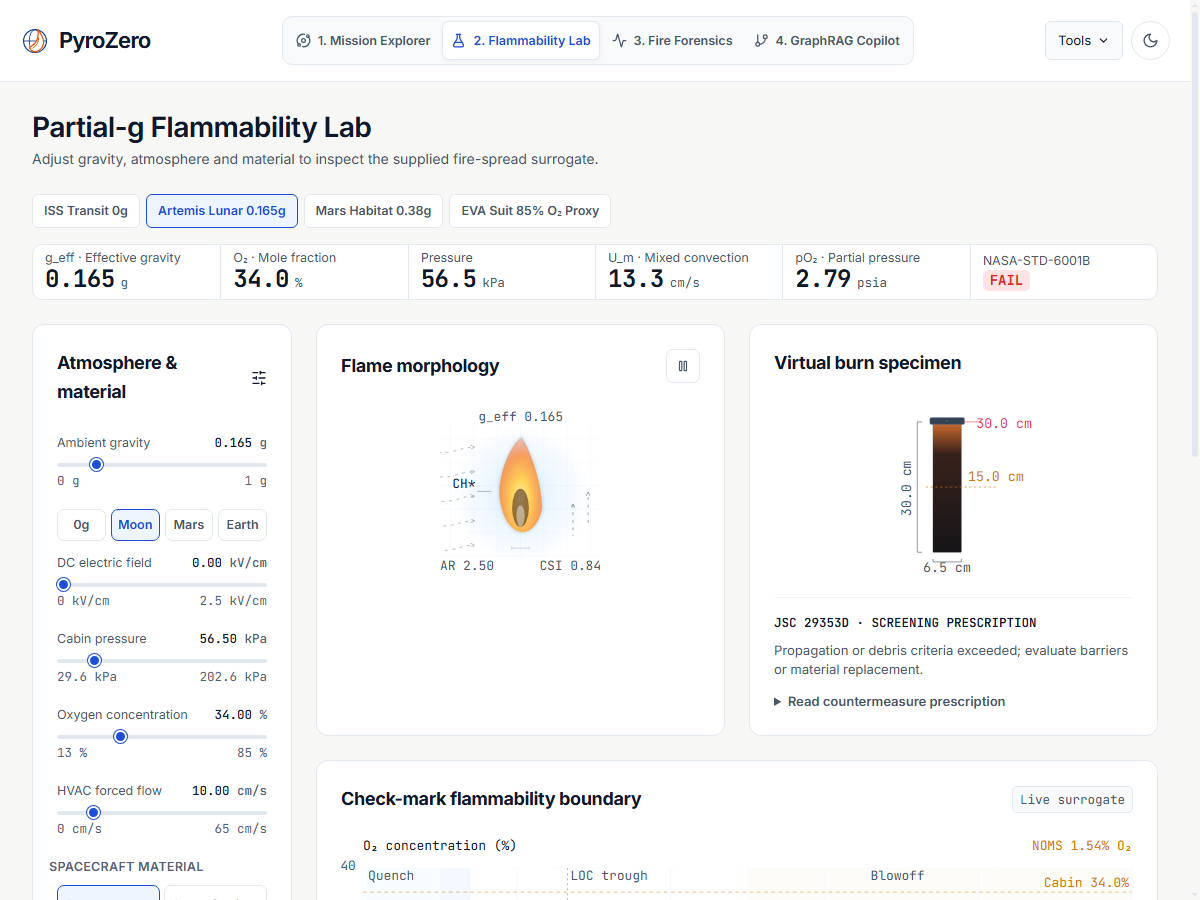 PyroZero
1. Mission Explorer
2. Flammability Lab
3. Fire Forensics
4. GraphRAG Copilot
Tools
Partial-g Flammability Lab
Adjust gravity, atmosphere and material to inspect the supplied fire-spread surrogate.
ISS Transit 0g
Artemis Lunar 0.165g
Mars Habitat 0.38g
EVA Suit 85% O₂ Proxy
g_eff · Effective gravity
0.165 g
O₂ · Mole fraction
34.0 %
Pressure
56.5 kPa
U_m · Mixed convection
13.3 cm/s
pO₂ · Partial pressure
2.79 psia
NASA-STD-6001B
FAIL
Atmosphere &
material
Ambient gravity 0.165 g
0 g 1 g
0g Moon Mars Earth
DC electric field 0.00 kV/cm
0 kV/cm 2.5 kV/cm
Cabin pressure 56.50 kPa
29.6 kPa 202.6 kPa
Oxygen concentration 34.00 %
13 % 85 %
HVAC forced flow 10.00 cm/s
0 cm/s 65 cm/s
SPACECRAFT MATERIAL
Flame morphology
g_eff 0.165
CH*
AR 2.50 CSI 0.84
Virtual burn specimen
30.0 cm
15.0 cm
30.0 cm
6.5 cm
JSC 29353D · SCREENING PRESCRIPTION
Propagation or debris criteria exceeded; evaluate barriers
or material replacement.
Read countermeasure prescription
Check-mark flammability boundary
Live surrogate
O₂ concentration (%)
NOMS 1.54% O₂
40
Quench
LOC trough
Blowoff
Cabin 34.0%